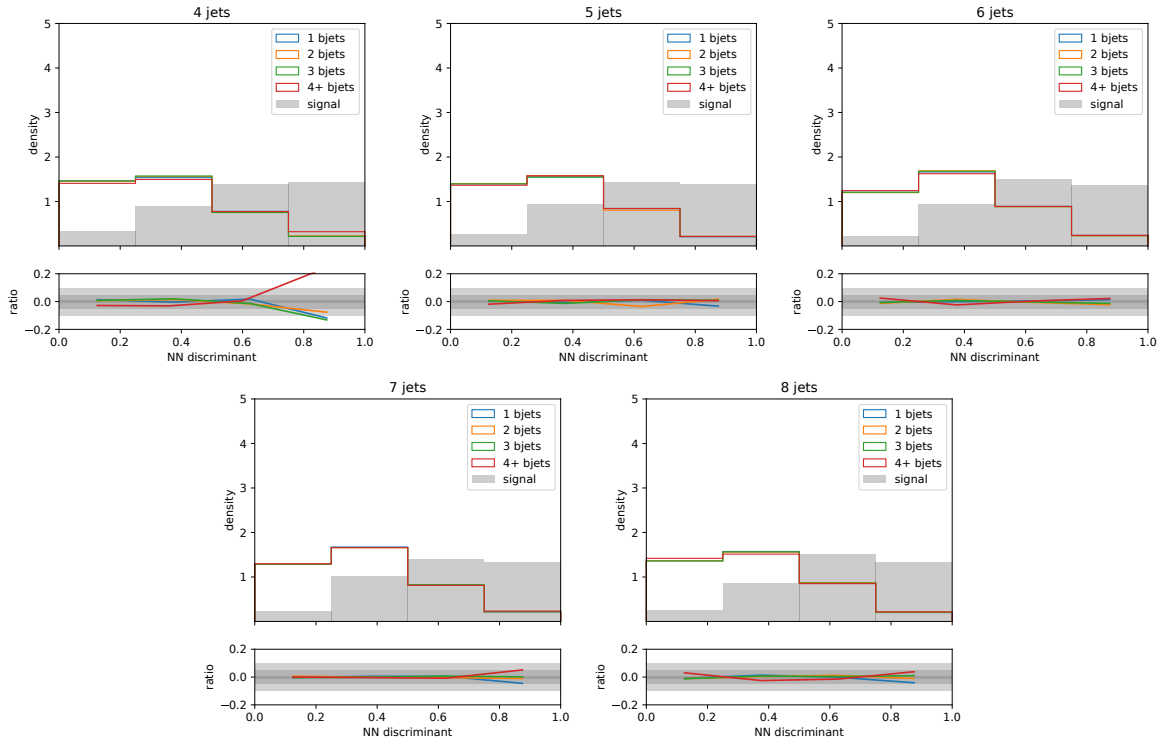 4 jets
5
4
3
2
1
density
1 bjets
2 bjets
3 bjets
4+ bjets
signal
0.2
0.0
−0.2
ratio
0.0 0.2 0.4 0.6 0.8 1.0
NN discriminant
5 jets
5
4
3
2
1
density
1 bjets
2 bjets
3 bjets
4+ bjets
signal
0.2
0.0
−0.2
ratio
0.0 0.2 0.4 0.6 0.8 1.0
NN discriminant
6 jets
5
4
3
2
1
density
1 bjets
2 bjets
3 bjets
4+ bjets
signal
0.2
0.0
−0.2
ratio
0.0 0.2 0.4 0.6 0.8 1.0
NN discriminant
7 jets
5
4
3
2
1
density
1 bjets
2 bjets
3 bjets
4+ bjets
signal
0.2
0.0
−0.2
ratio
0.0 0.2 0.4 0.6 0.8 1.0
NN discriminant
8 jets
5
4
3
2
1
density
1 bjets
2 bjets
3 bjets
4+ bjets
signal
0.2
0.0
−0.2
ratio
0.0 0.2 0.4 0.6 0.8 1.0
NN discriminant